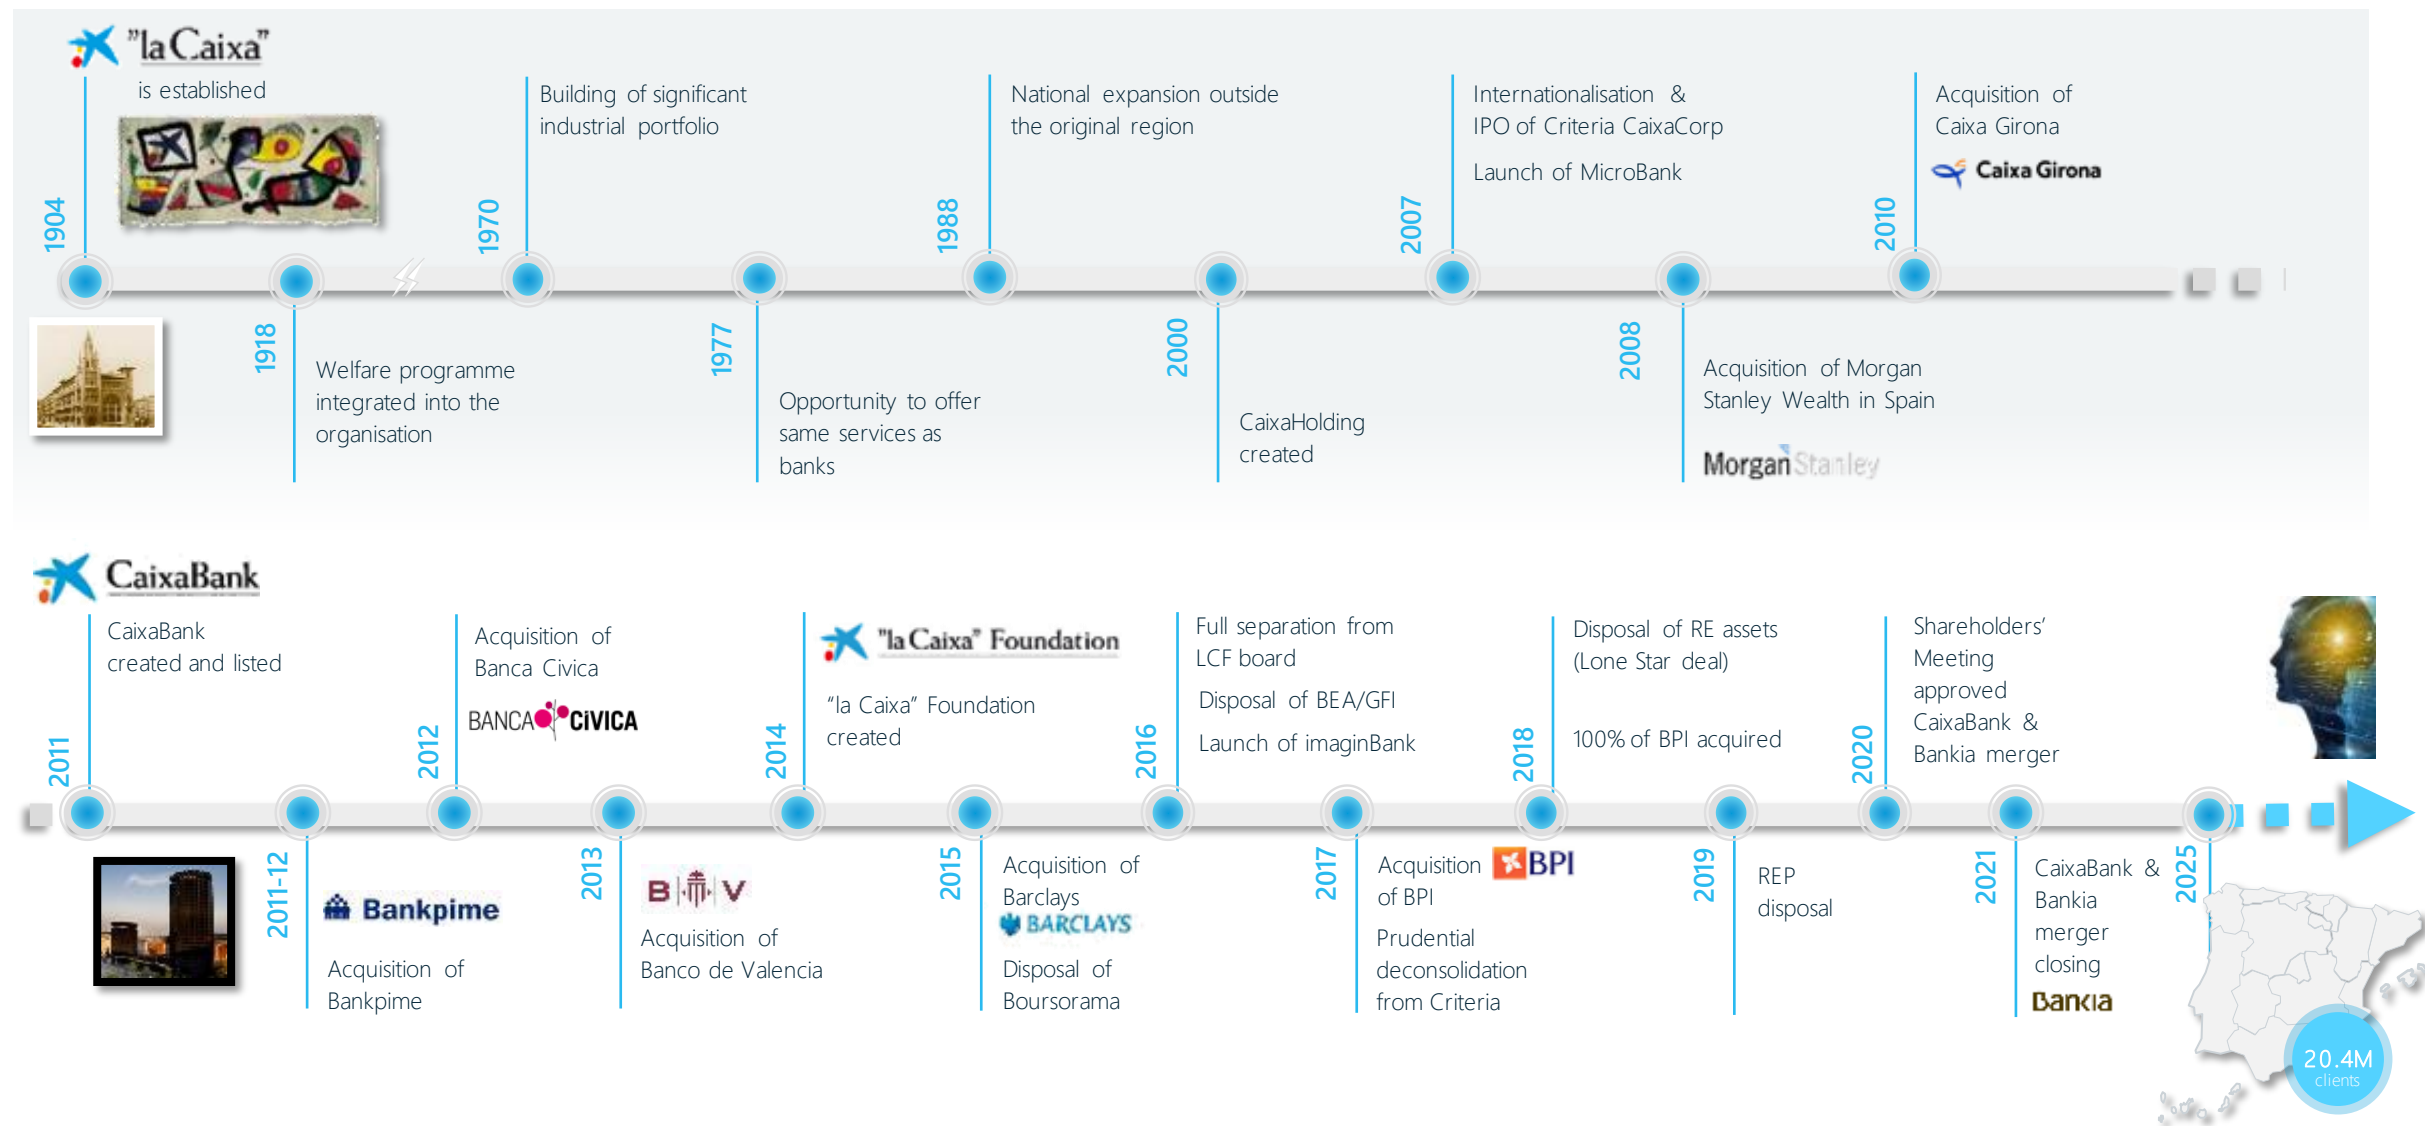 "la Caixa"
is established
1904
1918
Welfare programme
integrated into the
organisation
1970
Building of significant
industrial portfolio
1977
Opportunity to offer
same services as
banks
1988
National expansion outside
the original region
2000
CaixaHolding
created
2007
Internationalisation &
IPO of Criteria CaixaCorp
Launch of MicroBank
2008
Acquisition of Morgan
Stanley Wealth in Spain
Morgan Stanley
2010
Acquisition of
Caixa Girona
Caixa Girona
CaixaBank
2011
CaixaBank
created and listed
2011-12
Bankpime
Acquisition of
Bankpime
2012
Acquisition of
Banca Civica
BANCA CíVICA
2013
B V
Acquisition of
Banco de Valencia
2014
"la Caixa" Foundation
“la Caixa” Foundation
created
2015
Acquisition of
Barclays
BARCLAYS
Disposal of
Boursorama
2016
Full separation from
LCF board
Disposal of BEA/GFI
Launch of imaginBank
2017
Acquisition
of BPI
BPI
Prudential
deconsolidation
from Criteria
2018
Disposal of RE assets
(Lone Star deal)
100% of BPI acquired
2019
REP
disposal
2020
Shareholders’
Meeting
approved
CaixaBank &
Bankia merger
2021
CaixaBank &
Bankia
merger
closing
Bankia
2025
20.4M
clients